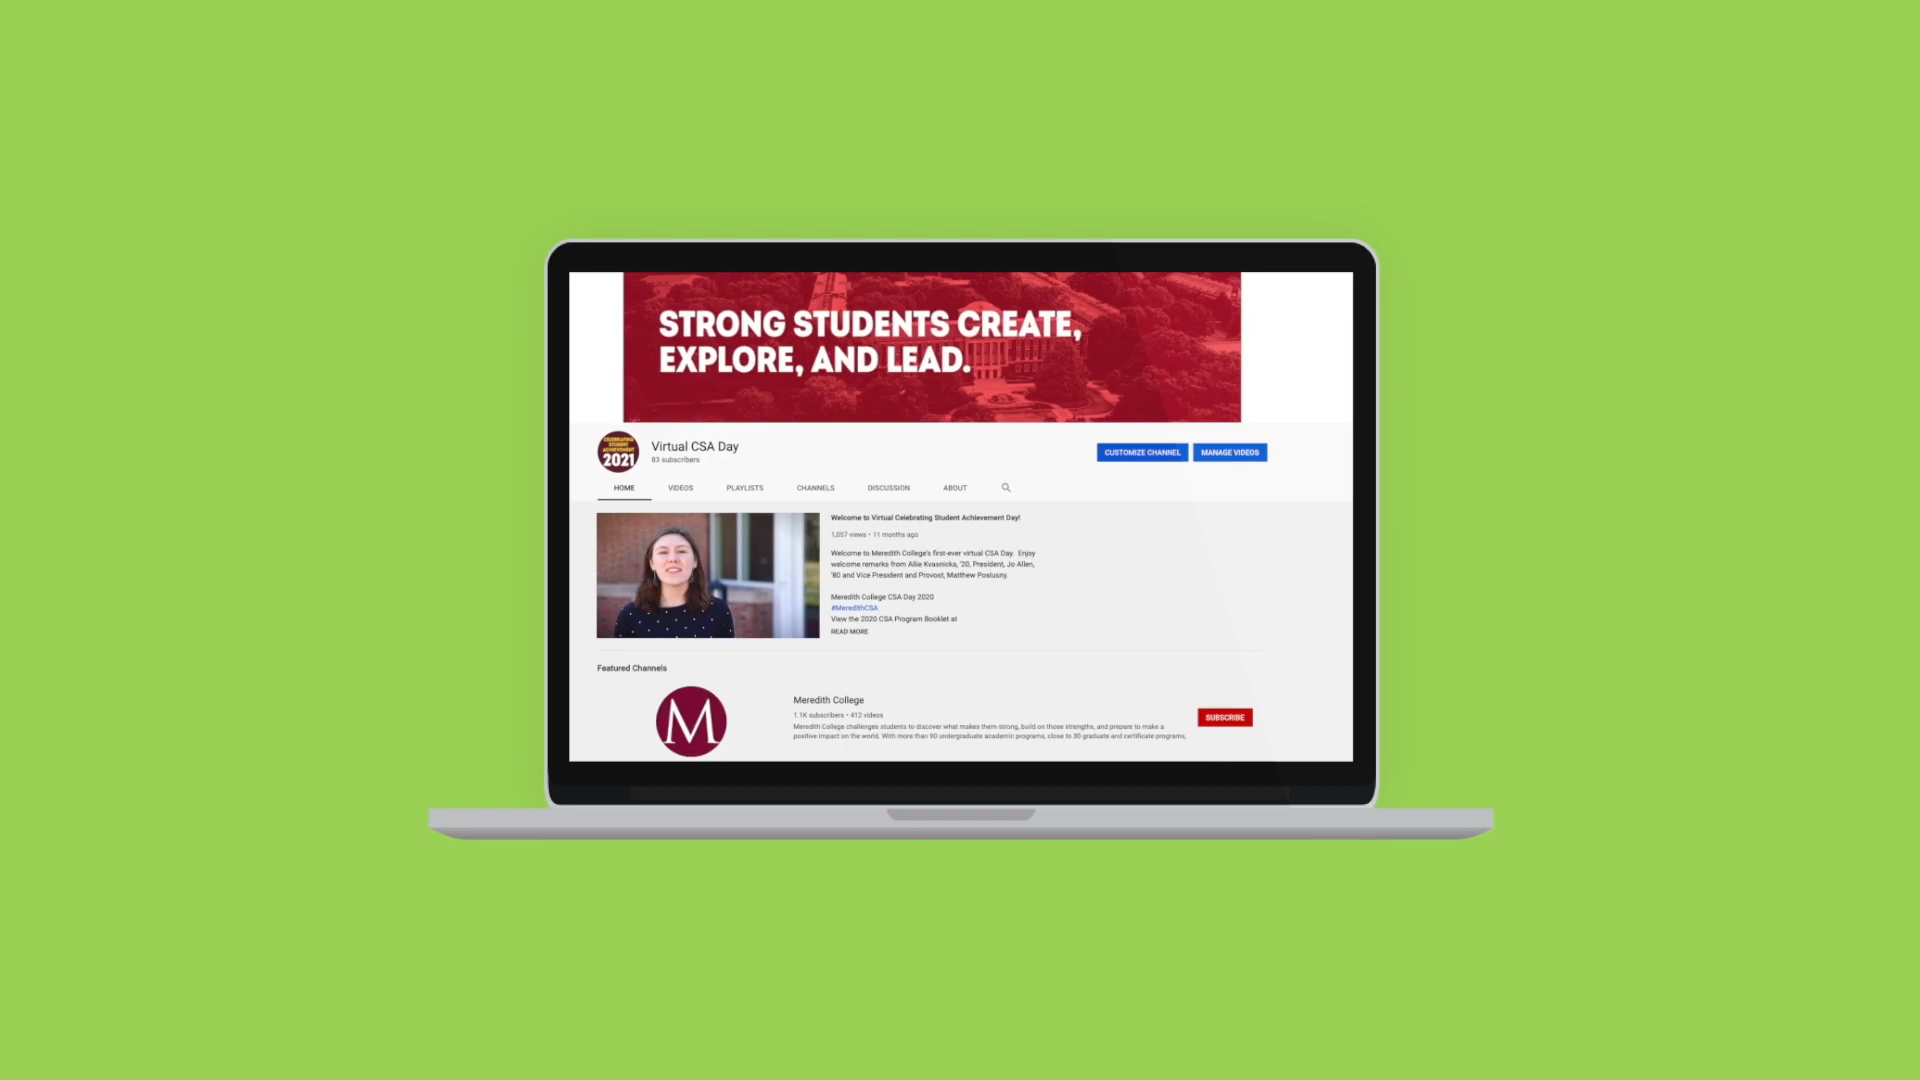 STRONG STUDENTS CREATE,
EXPLORE, AND LEAD.
CELEBRATING
STUDENT
ACHIEVEMENT
2021
Virtual CSA Day
83 subscribers
CUSTOMIZE CHANNEL
MANAGE VIDEOS
HOME VIDEOS PLAYLISTS CHANNELS DISCUSSION ABOUT
Welcome to Virtual Celebrating Student Achievement Day!
1,057 views • 11 months ago
Welcome to Meredith College's first-ever virtual CSA Day. Enjoy
welcome remarks from Allie Kvasnicka, '20, President, Jo Allen,
'80 and Vice President and Provost, Matthew Poslusny.
Meredith College CSA Day 2020
#MeredithCSA
View the 2020 CSA Program Booklet at
READ MORE
Featured Channels
M
Meredith College
1.1K subscribers • 412 videos
Meredith College challenges students to discover what makes them strong, build on those strengths, and prepare to make a
positive impact on the world. With more than 90 undergraduate academic programs, close to 30 graduate and certificate programs,
SUBSCRIBE